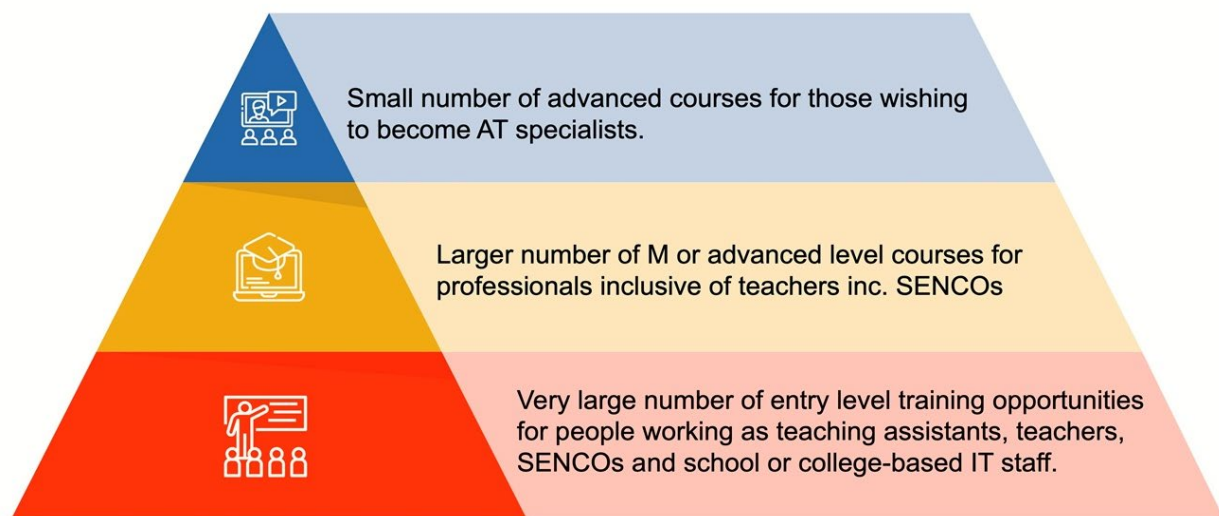 Small number of advanced courses for those wishing
to become AT specialists.
Larger number of M or advanced level courses for
professionals inclusive of teachers inc. SENCOs
Very large number of entry level training opportunities
for people working as teaching assistants, teachers,
SENCOs and school or college-based IT staff.